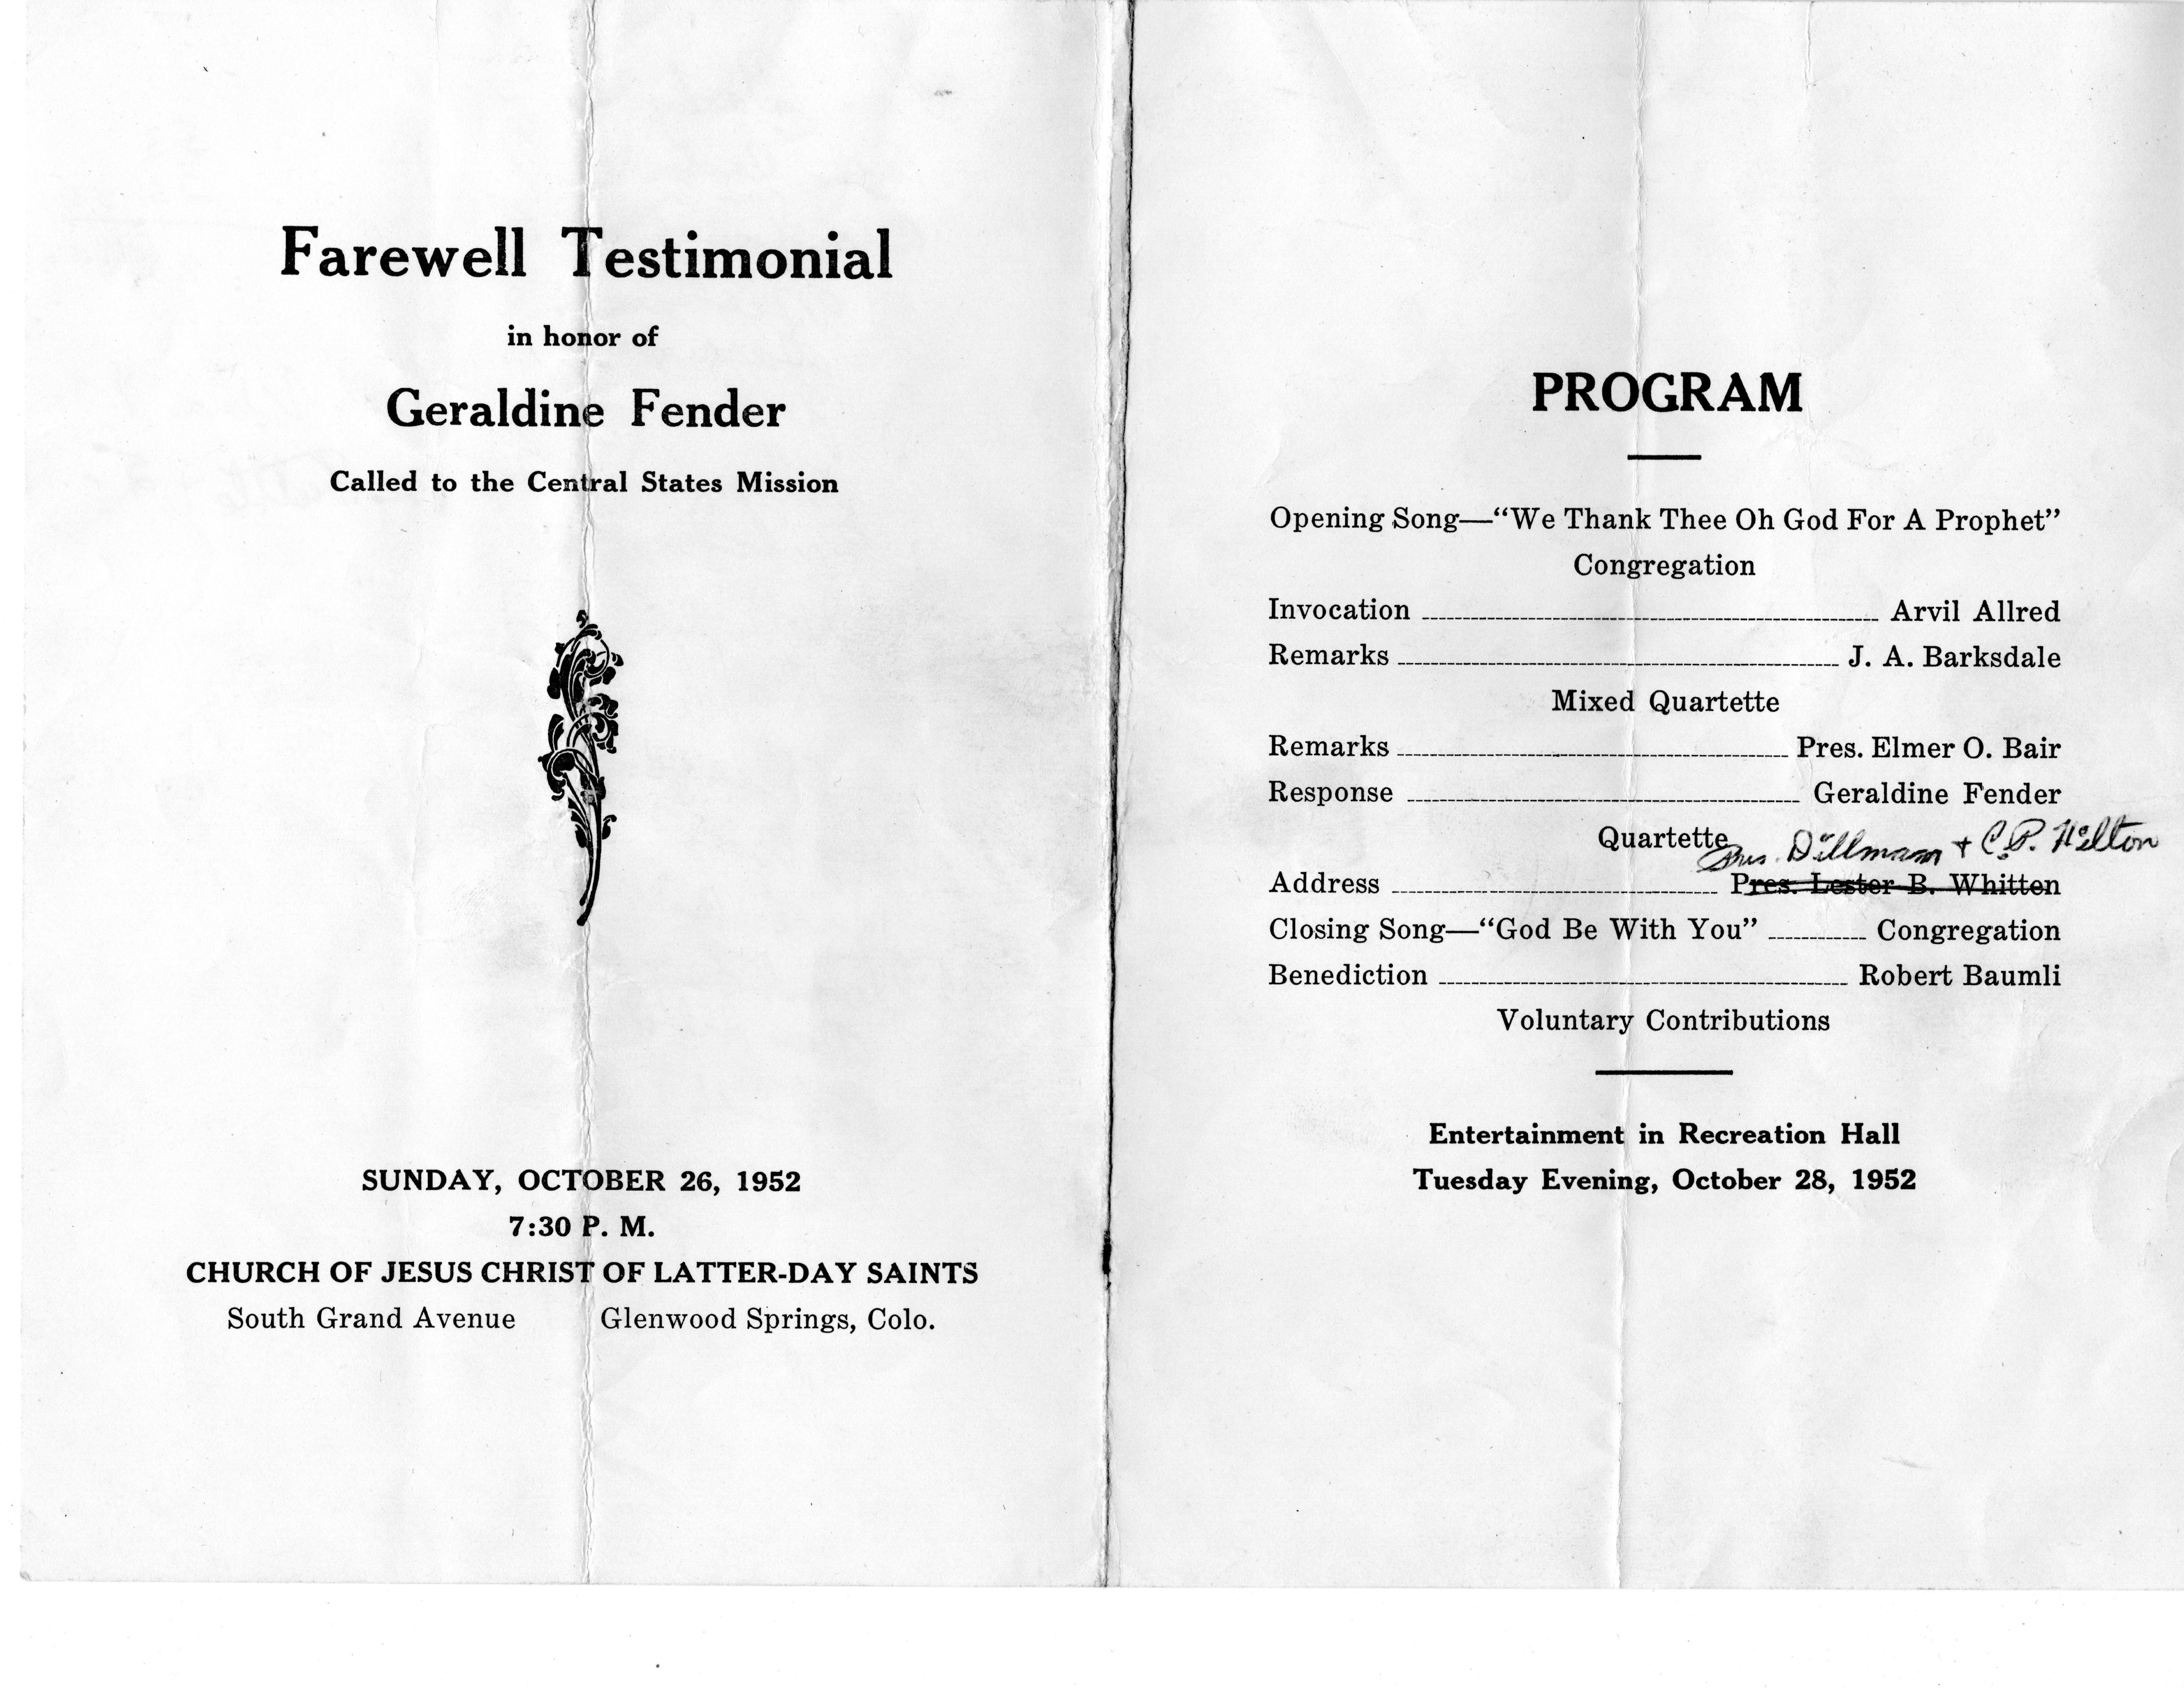 Farewell Testimonial
in honor of
Geraldine Fender
Called to the Central States Mission
SUNDAY, OCTOBER 26, 1952
7:30 P. M.
CHURCH OF JESUS CHRIST OF LATTER-DAY SAINTS
South Grand Avenue Glenwood Springs, Colo.
PROGRAM
Opening Song—“We Thank Thee Oh God For A Prophet”
Congregation
Invocation Arvil Allred
Remarks J. A. Barksdale
Mixed Quartette
Remarks Pres. Elmer O. Bair
Response Geraldine Fender
Quartette
Dillmann + C. P. Hilton
Address Pres. Lester B. Whitten
Closing Song—“God Be With You” Congregation
Benediction Robert Baumli
Voluntary Contributions
Entertainment in Recreation Hall
Tuesday Evening, October 28, 1952